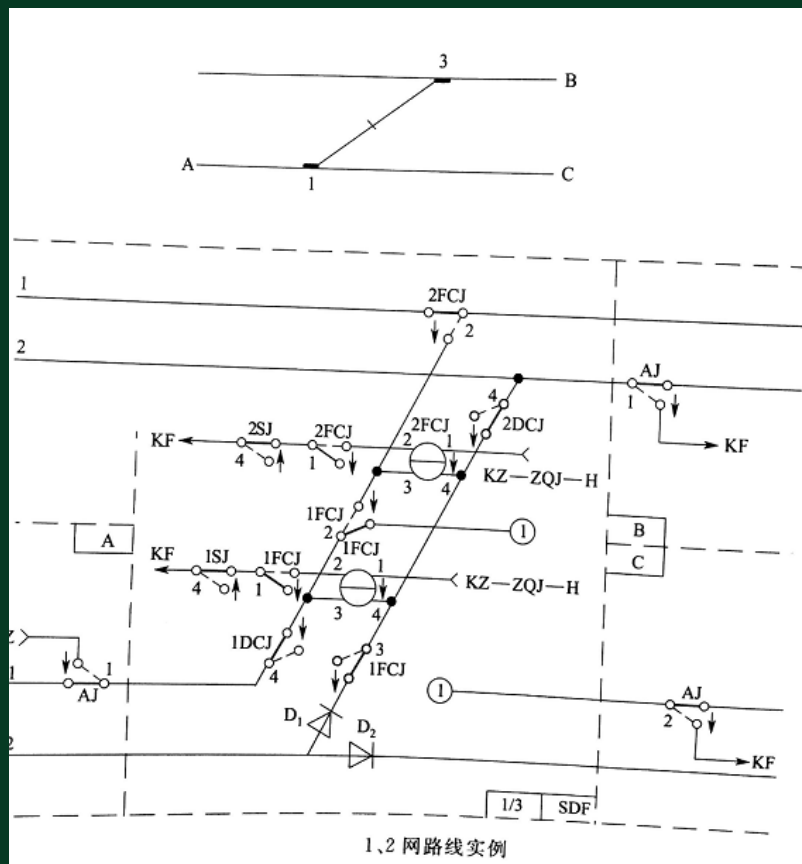 3
B
A
1
C
1
2FCJ
2
2
AJ
1
KF
4
2DCJ
KF
2SJ
2FCJ
2FCJ
4
1
2
1
3
4
KZ—ZQJ—H
1FCJ
2
1FCJ
1
A
B
C
KF
1SJ
1FCJ
4
1
2
1
3
4
KZ—ZQJ—H
Z
1DCJ
4
3
1FCJ
1
1
AJ
1
AJ
2
KF
D₁
D₂
2
1/3
SDF
1、2 网路线实例